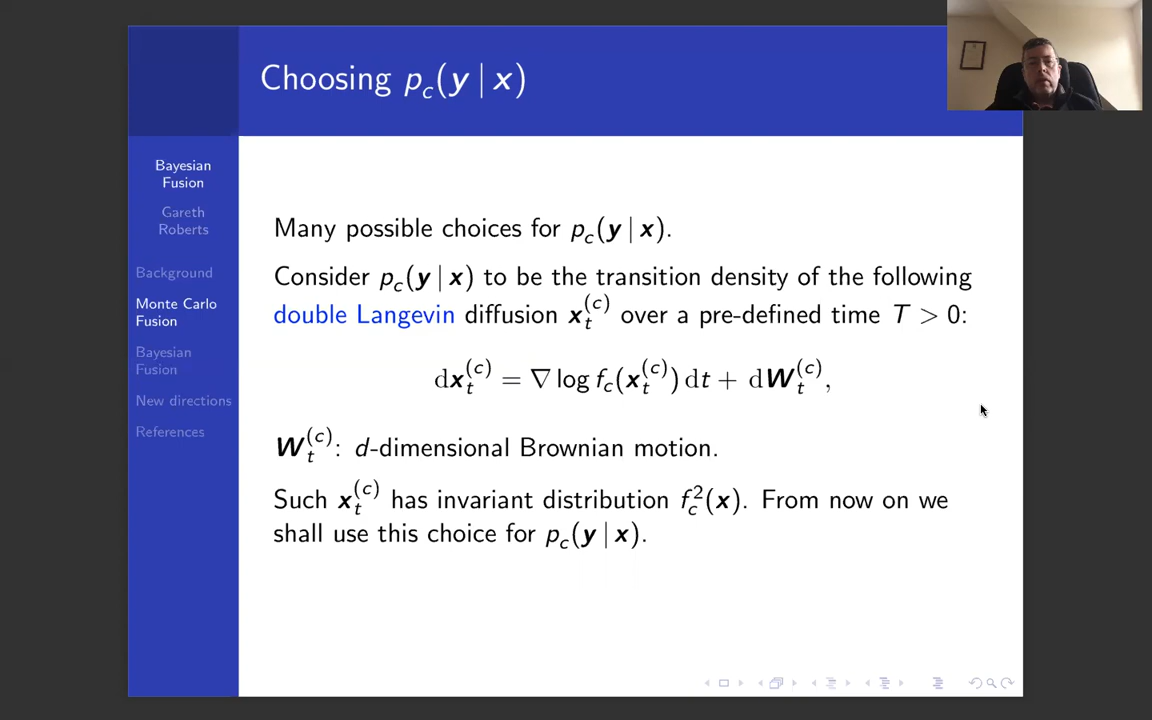 Choosing p_c(y | x)
Bayesian
Fusion
Gareth
Roberts
Background
Monte Carlo
Fusion
Bayesian
Fusion
New directions
References
Many possible choices for p_c(y | x).
Consider p_c(y | x) to be the transition density of the following
double Langevin diffusion x_t^{(c)} over a pre-defined time T > 0:
dx_t^{(c)} = ∇ log f_c(x_t^{(c)}) dt + dW_t^{(c)},
W_t^{(c)}: d-dimensional Brownian motion.
Such x_t^{(c)} has invariant distribution f_c^2(x). From now on we
shall use this choice for p_c(y | x).